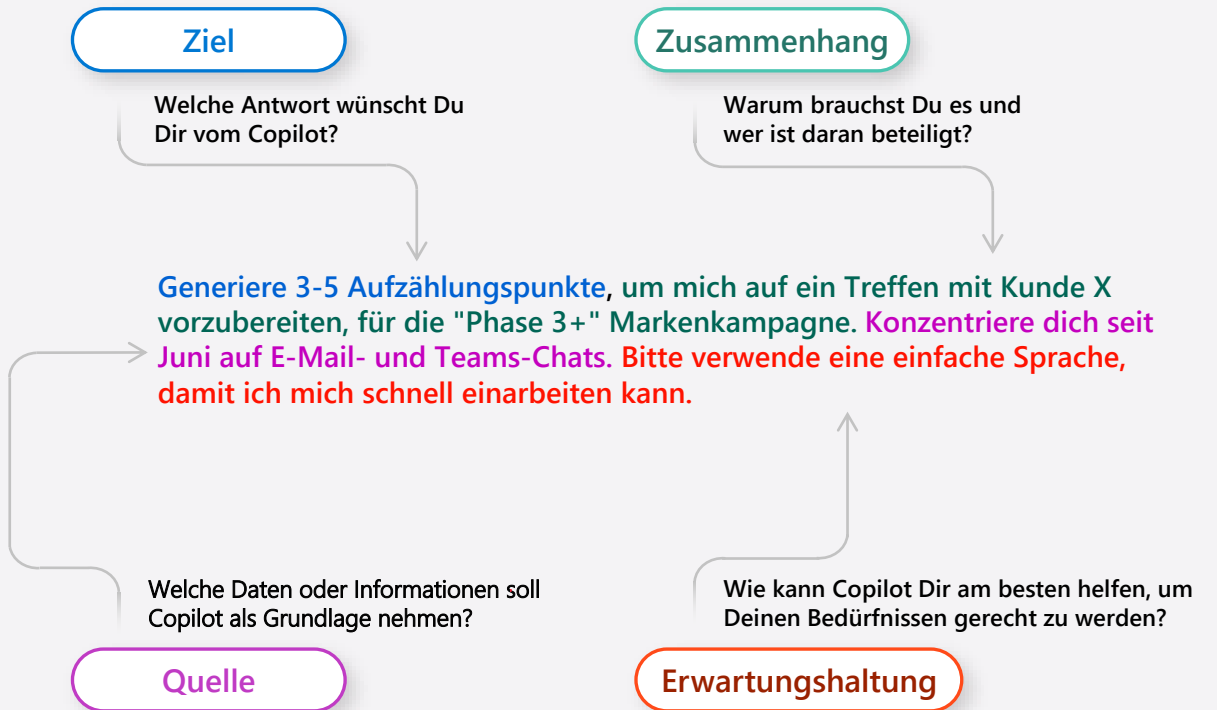 Ziel
Zusammenhang
Welche Antwort wünscht Du
Dir vom Copilot?
Warum brauchst Du es und
wer ist daran beteiligt?
Generiere 3-5 Aufzählungspunkte, um mich auf ein Treffen mit Kunde X
vorzubereiten, für die "Phase 3+" Markenkampagne. Konzentriere dich seit
Juni auf E-Mail- und Teams-Chats. Bitte verwende eine einfache Sprache,
damit ich mich schnell einarbeiten kann.
Welche Daten oder Informationen soll
Copilot als Grundlage nehmen?
Wie kann Copilot Dir am besten helfen, um
Deinen Bedürfnissen gerecht zu werden?
Quelle
Erwartungshaltung